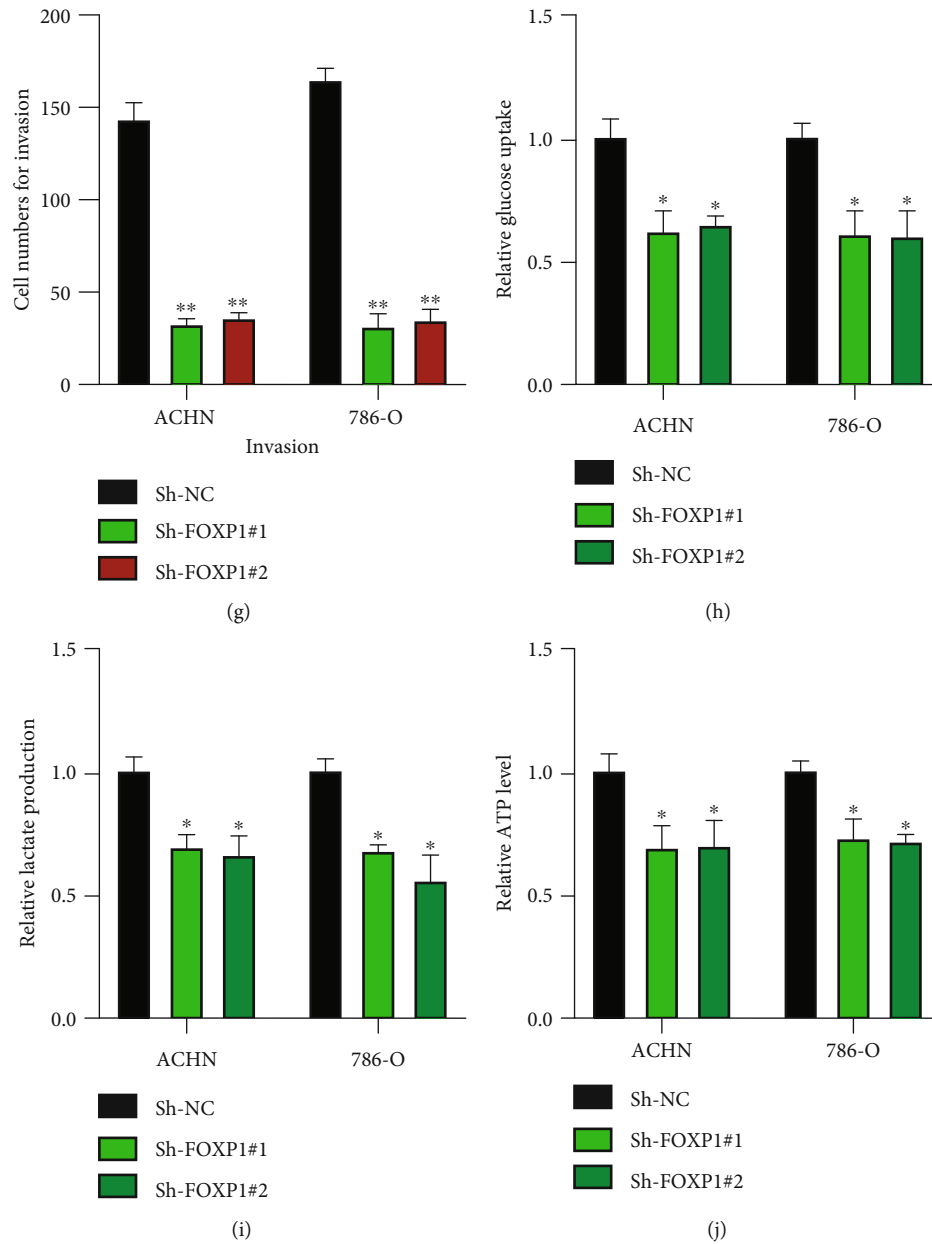 200
150
100
50
0
Cell numbers for invasion
**
**
**
**
ACHN
786-O
Invasion
Sh-NC
Sh-FOXP1#1
Sh-FOXP1#2
(g)
1.5
1.0
0.5
0.0
Relative glucose uptake
*
*
*
*
ACHN
786-O
Sh-NC
Sh-FOXP1#1
Sh-FOXP1#2
(h)
1.5
1.0
0.5
0.0
Relative lactate production
*
*
*
*
ACHN
786-O
Sh-NC
Sh-FOXP1#1
Sh-FOXP1#2
(i)
1.5
1.0
0.5
0.0
Relative ATP level
*
*
*
*
ACHN
786-O
Sh-NC
Sh-FOXP1#1
Sh-FOXP1#2
(j)